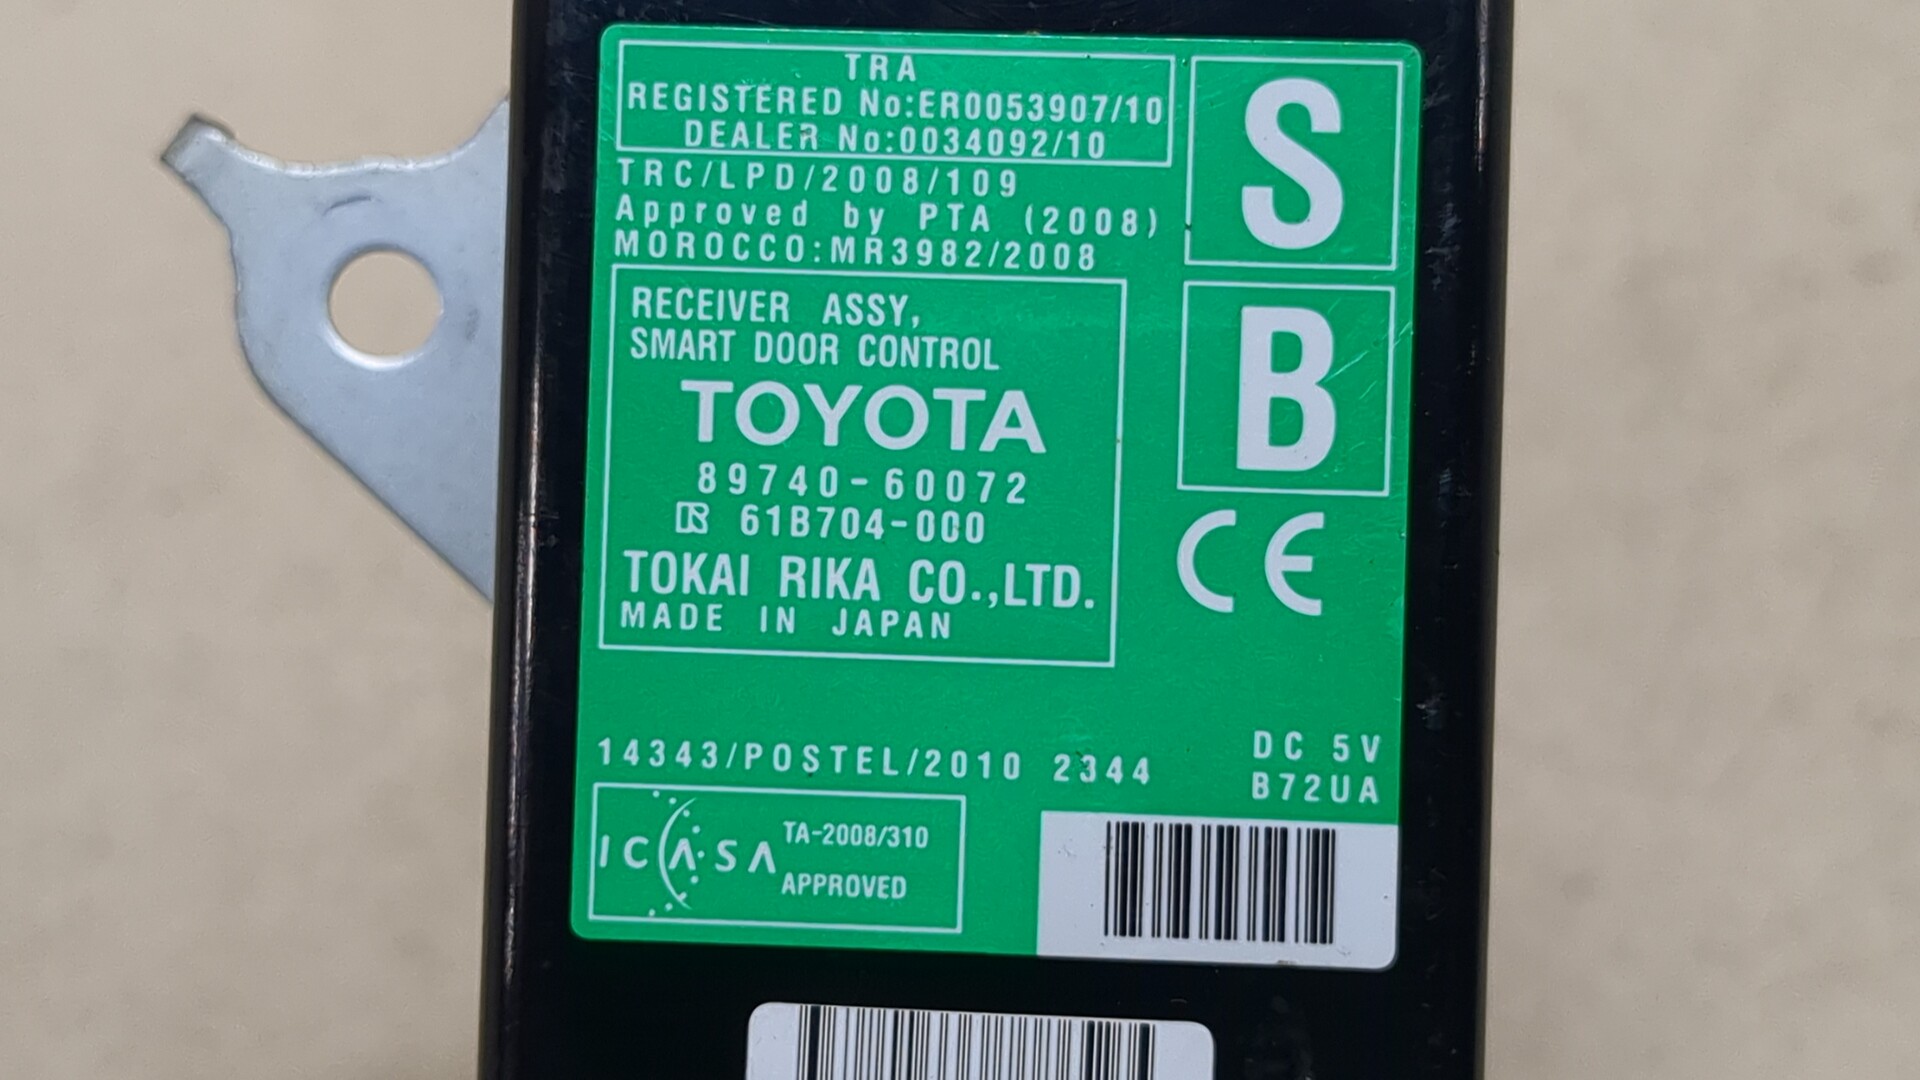 TRA
REGISTERED No:ER0053907/10
DEALER No:0034092/10
TRC/LPD/2008/109
Approved by PTA (2008)
MOROCCO:MR3982/2008
S
B
RECEIVER ASSY,
SMART DOOR CONTROL
TOYOTA
89740-60072
61B704-000
TOKAI RIKA CO.,LTD.
MADE IN JAPAN
CE
14343/POSTEL/2010 2344
DC 5V
B72UA
ICASA
TA-2008/310
APPROVED